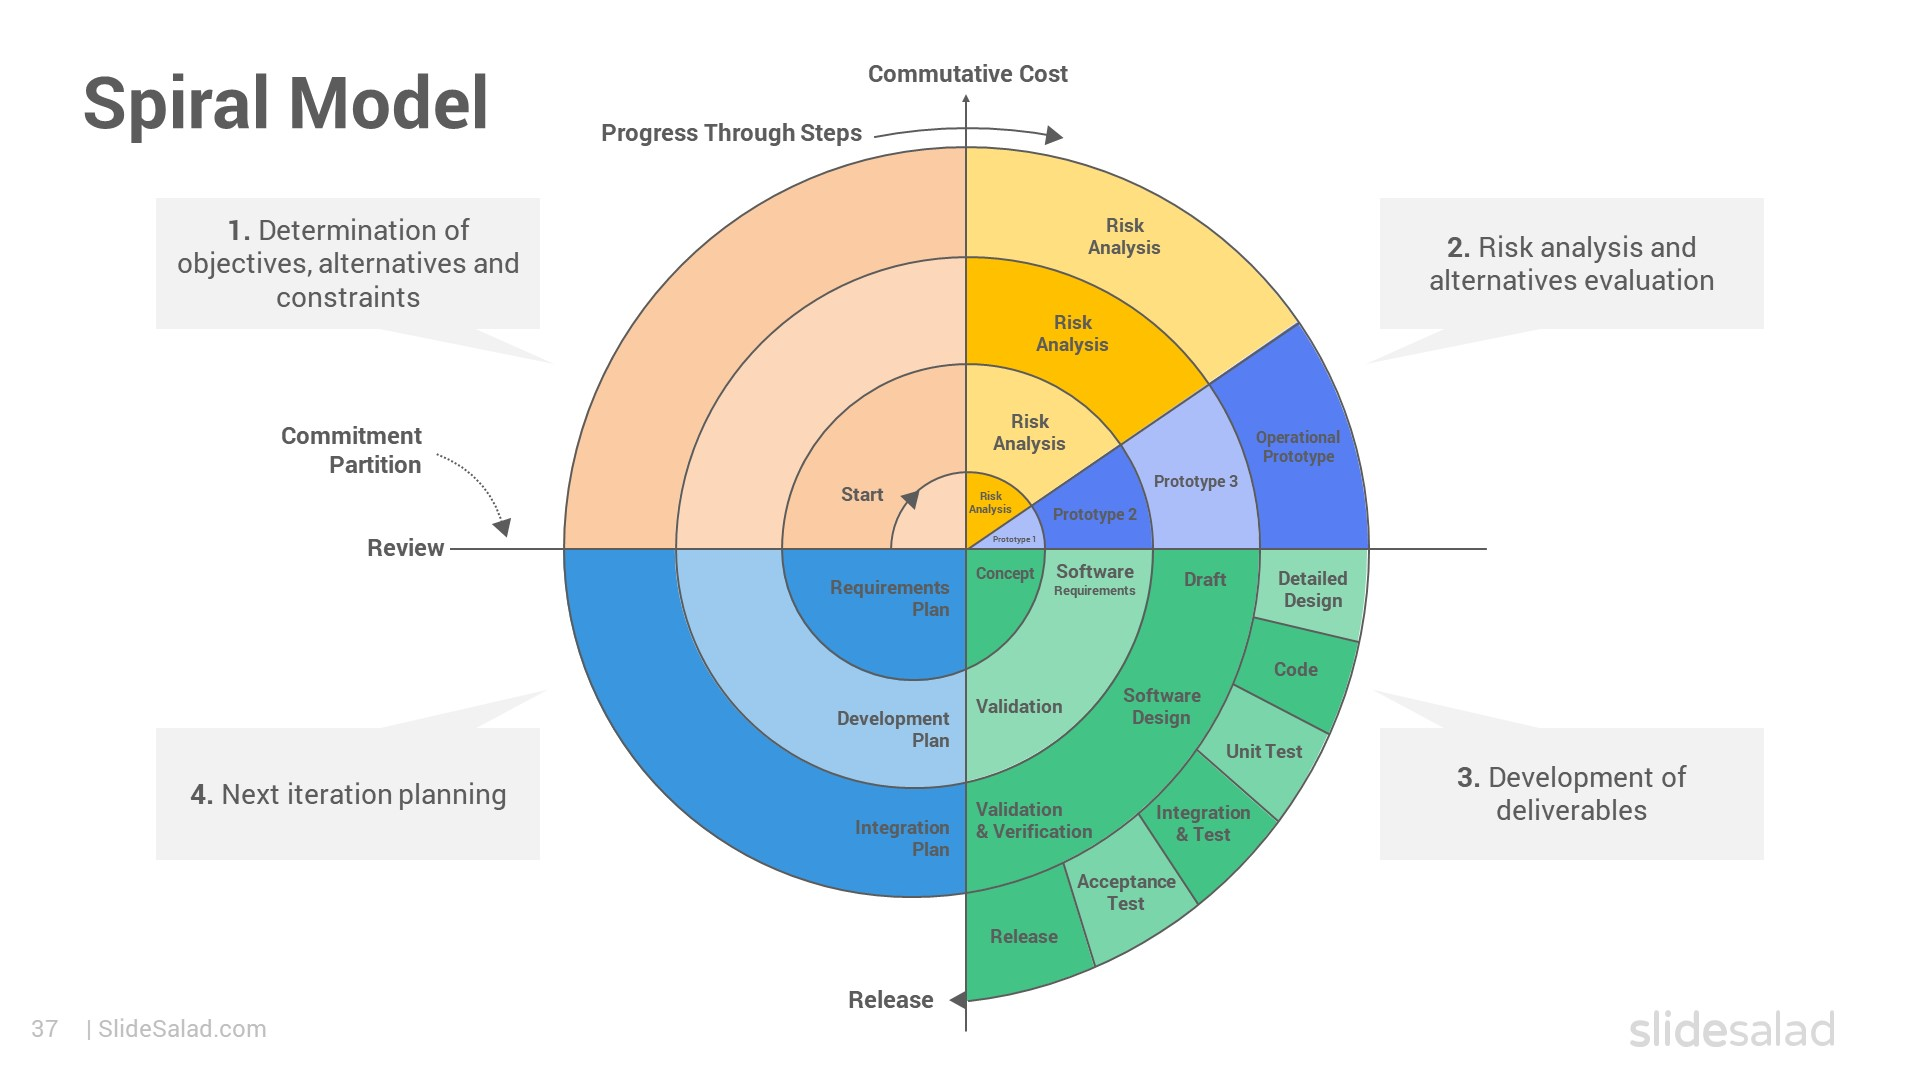 Spiral Model
Commutative Cost
Progress Through Steps
1. Determination of
objectives, alternatives and
constraints
2. Risk analysis and
alternatives evaluation
Risk
Analysis
Risk
Analysis
Risk
Analysis
Risk
Analysis
Operational
Prototype
Prototype 3
Prototype 2
Prototype 1
Commitment
Partition
Start
Review
Requirements
Plan
Concept
Software
Requirements
Draft
Detailed
Design
Code
Development
Plan
Validation
Software
Design
Unit Test
4. Next iteration planning
3. Development of
deliverables
Integration
Plan
Validation
& Verification
Integration
& Test
Acceptance
Test
Release
Release
37 | SlideSalad.com
slidesalad